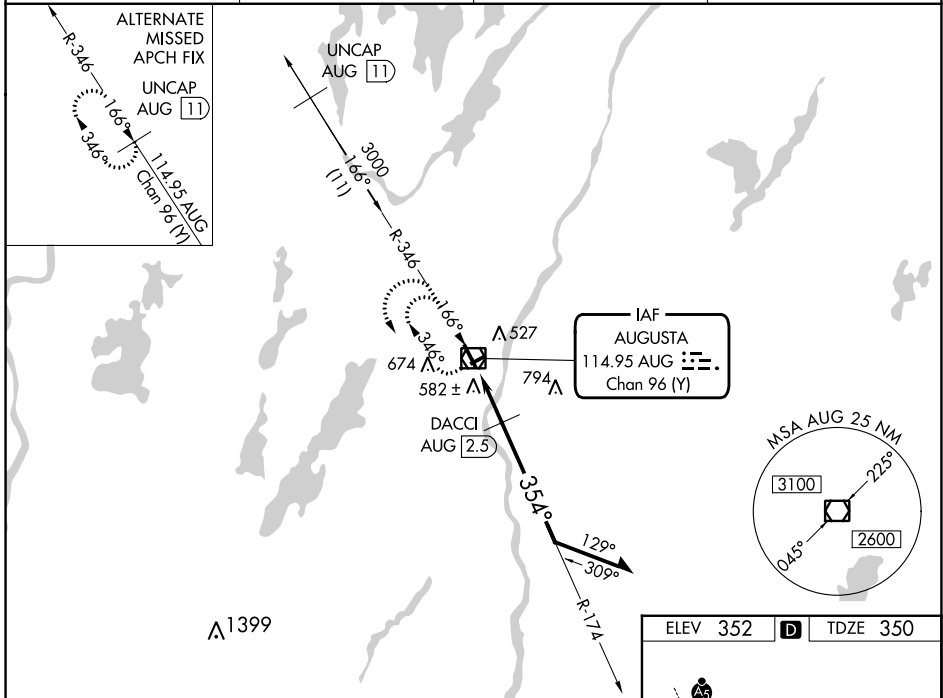 ALTERNATE
MISSED
APCH FIX
UNCAP
AUG 11
R-346
166°
346°
114.95 AUG
Chan 96 (Y)
UNCAP
AUG 11
3000
166°
(11)
R-346
166°
346°
527
674
582 ±
794
IAF
AUGUSTA
114.95 AUG
Chan 96 (Y)
DACCI
AUG 2.5
354°
129°
309°
R-174
MSA AUG 25 NM
3100
225°
045°
2600
1399
ELEV 352 D TDZE 350
A5